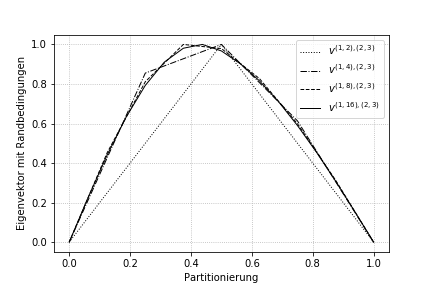 Eigenvektor mit Randbedingungen
1.0
0.8
0.6
0.4
0.2
0.0
v(1,2),(2,3)
v(1,4),(2,3)
v(1,8),(2,3)
v(1,16),(2,3)
0.0 0.2 0.4 0.6 0.8 1.0
Partitionierung